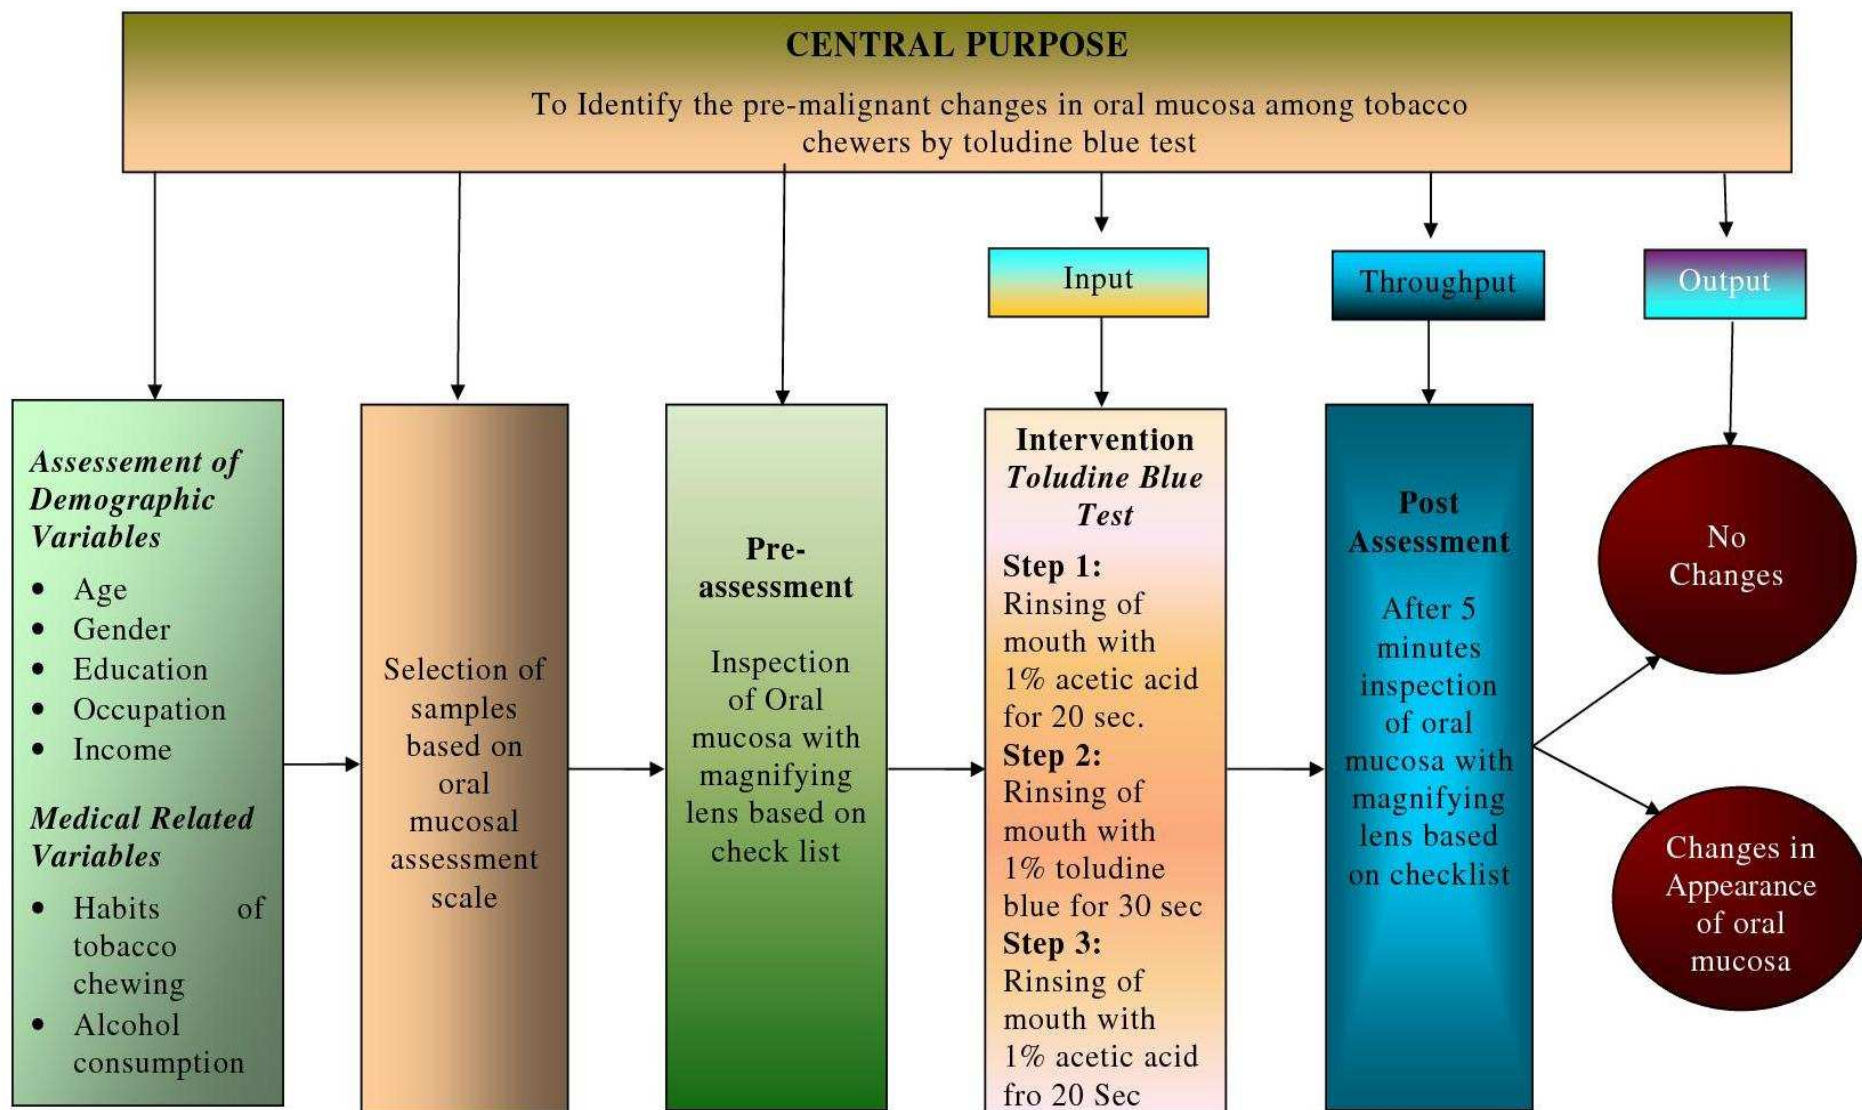 CENTRAL PURPOSE
To Identify the pre-malignant changes in oral mucosa among tobacco
chewers by toludine blue test
Input
Throughput
Output
Assessement of
Demographic
Variables
• Age
• Gender
• Education
• Occupation
• Income
Medical Related
Variables
• Habits of
tobacco
chewing
• Alcohol
consumption
Selection of
samples
based on
oral
mucosal
assessment
scale
Pre-
assessment
Inspection
of Oral
mucosa with
magnifying
lens based on
check list
Intervention
Toludine Blue
Test
Step 1:
Rinsing of
mouth with
1% acetic acid
for 20 sec.
Step 2:
Rinsing of
mouth with
1% toludine
blue for 30 sec
Step 3:
Rinsing of
mouth with
1% acetic acid
fro 20 Sec
Post
Assessment
After 5
minutes
inspection
of oral
mucosa with
magnifying
lens based
on checklist
No
Changes
Changes in
Appearance
of oral
mucosa